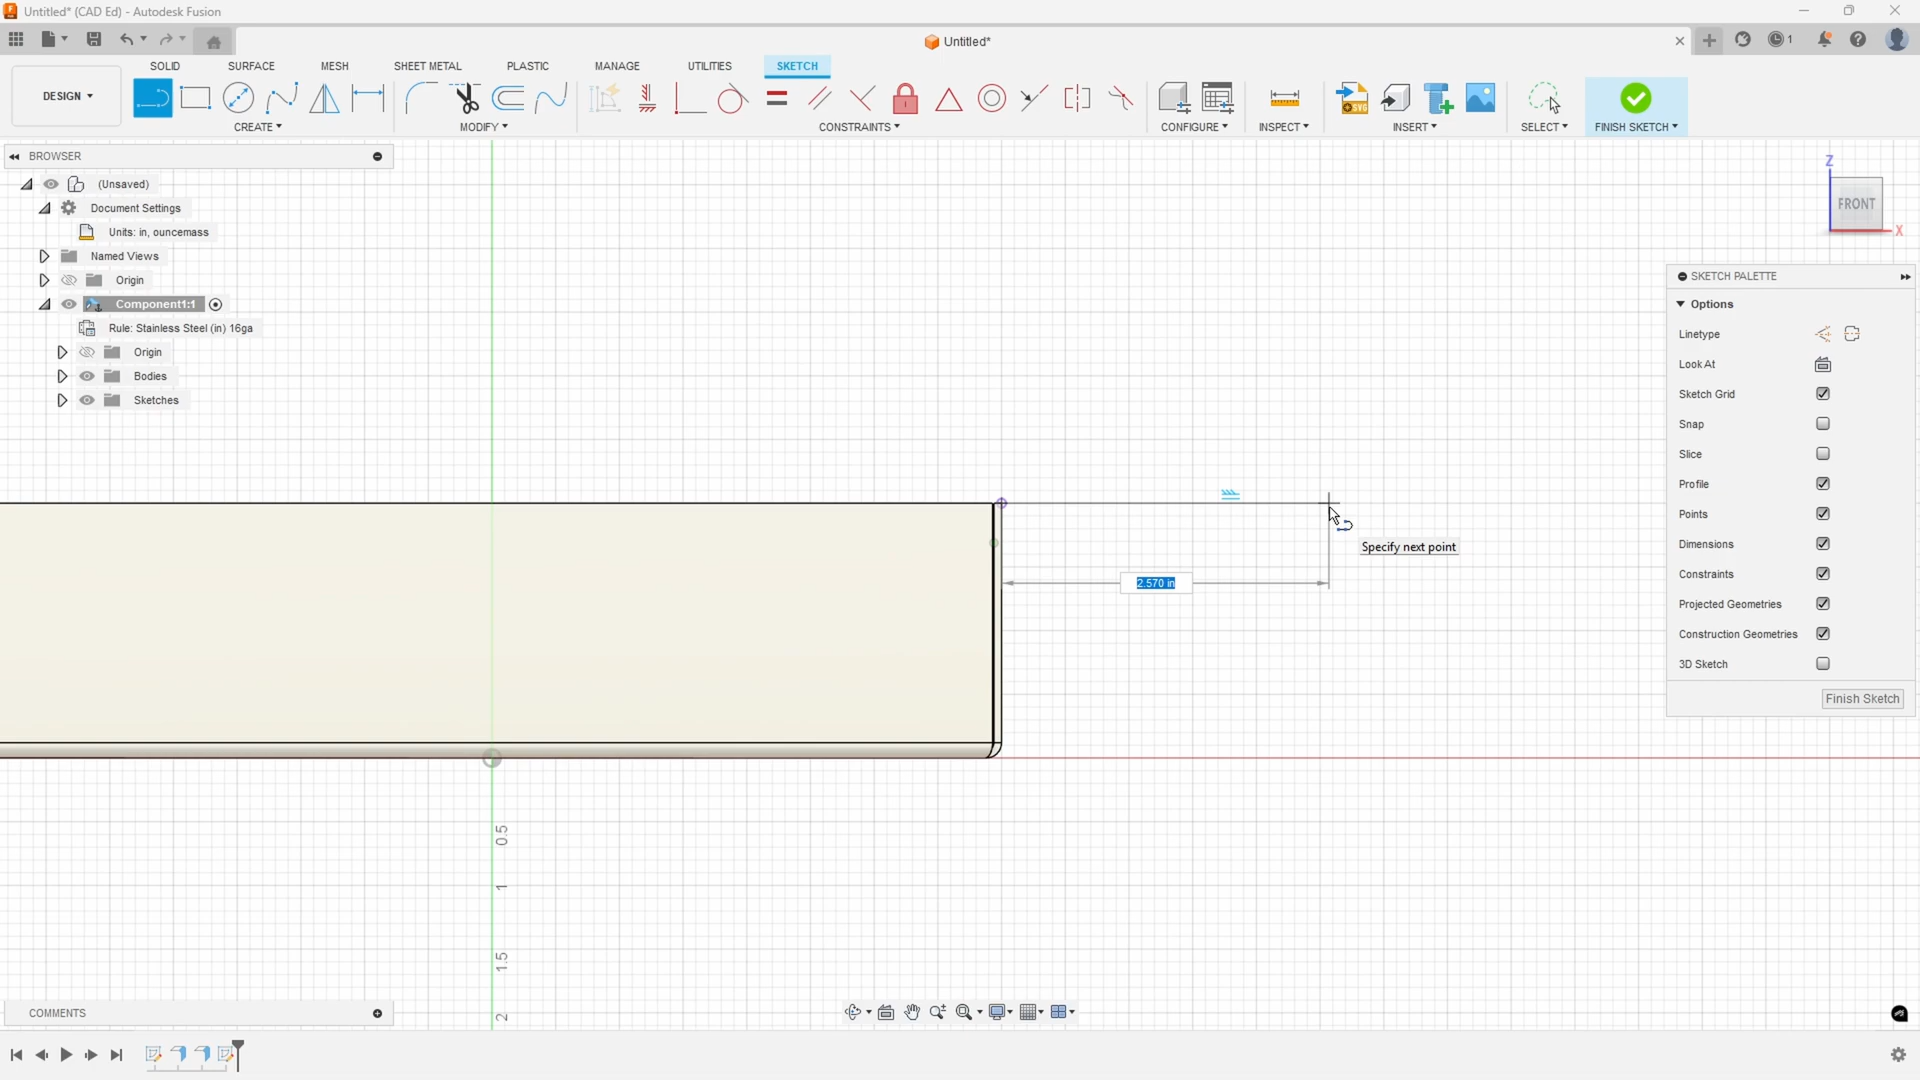 Untitled* (CAD Ed) - Autodesk Fusion
Untitled*
1
SOLID SURFACE MESH SHEET METAL PLASTIC MANAGE UTILITIES SKETCH
DESIGN
SVG
CREATE MODIFY CONSTRAINTS CONFIGURE INSPECT INSERT SELECT FINISH SKETCH
BROWSER
(Unsaved)
Document Settings
Units: in, ouncemass
Named Views
Origin
Component1:1
Rule: Stainless Steel (in) 16ga
Origin
Bodies
Sketches
Z
FRONT
X
SKETCH PALETTE
Options
Linetype
Look At
Sketch Grid
Snap
Slice
Profile
Points
Dimensions
Constraints
Projected Geometries
Construction Geometries
3D Sketch
Finish Sketch
Specify next point
2.570 in
0.5
1
1.5
2
COMMENTS